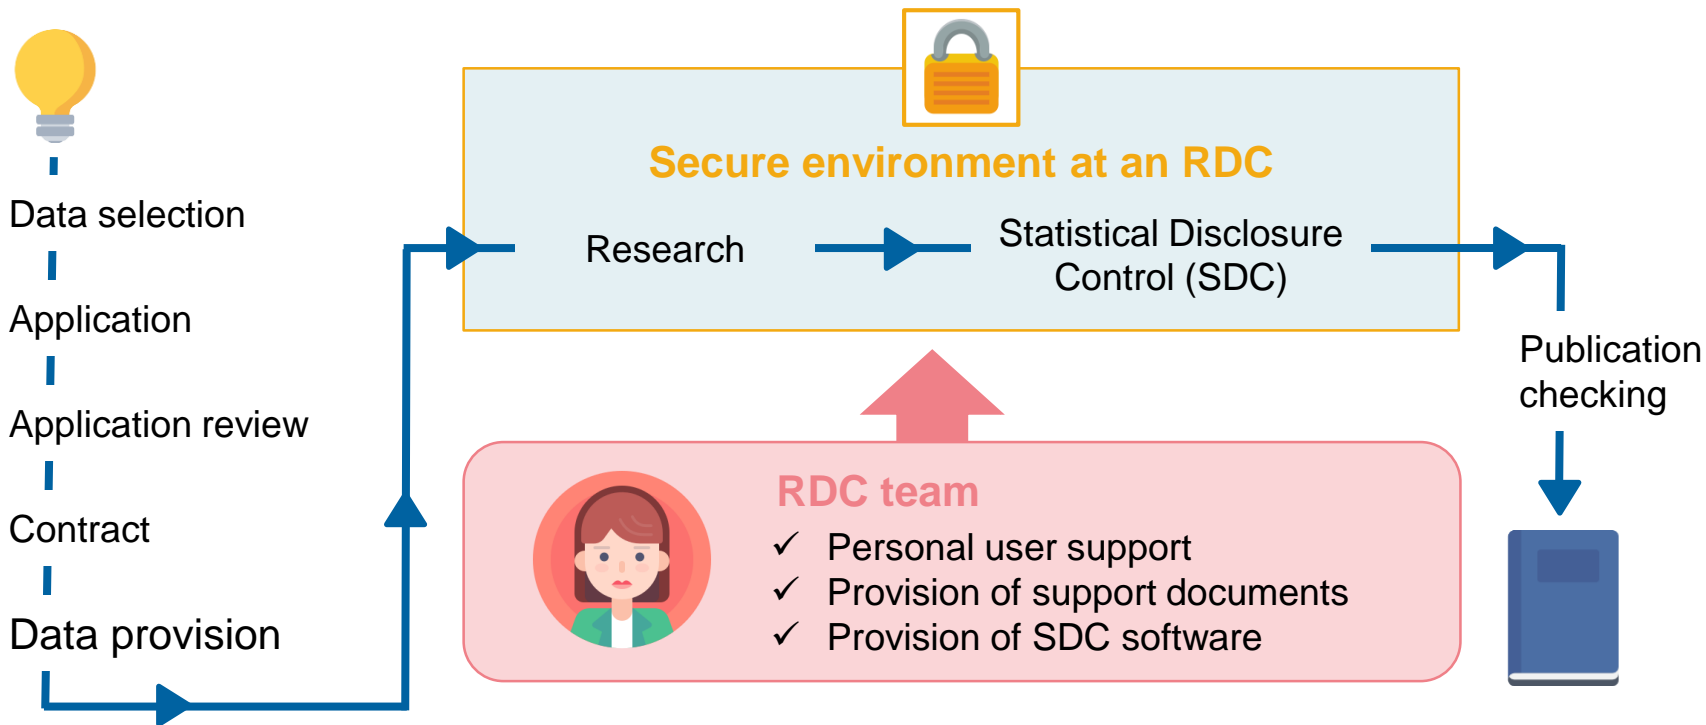 Data selection
Application
Application review
Contract
Data provision
Secure environment at an RDC
Research
Statistical Disclosure
Control (SDC)
RDC team
✓ Personal user support
✓ Provision of support documents
✓ Provision of SDC software
Publication
checking